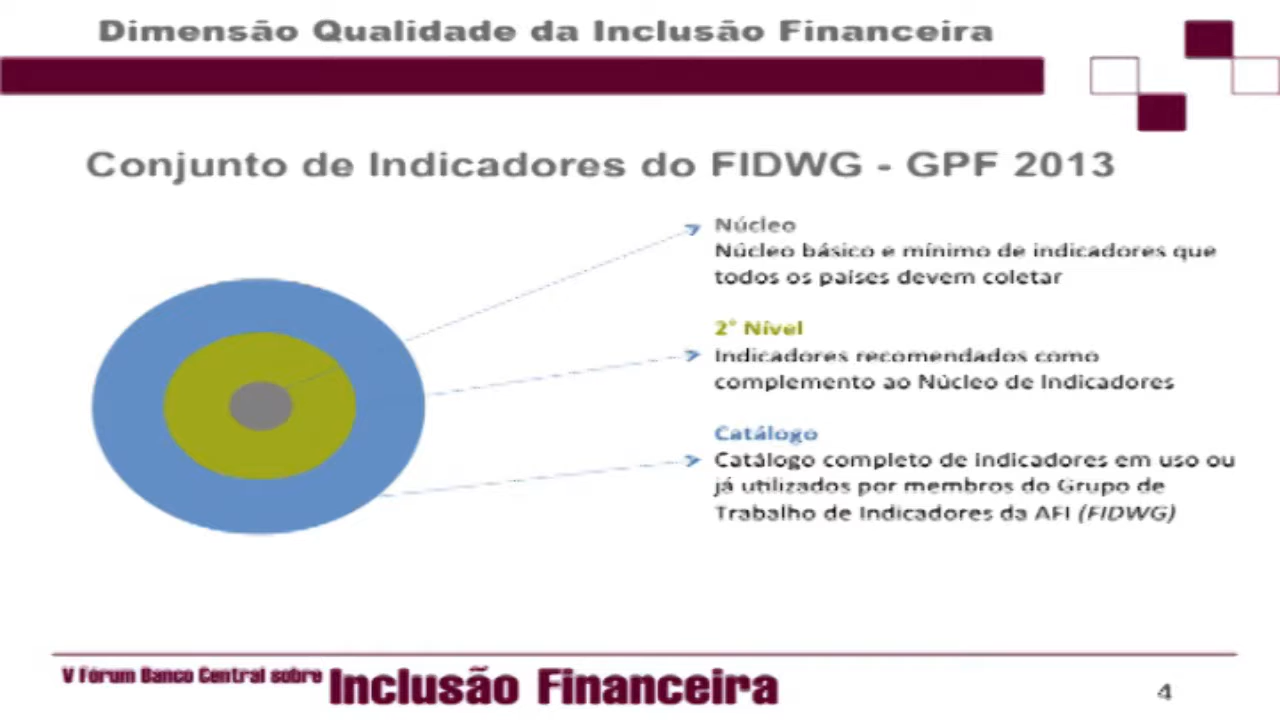 Dimensão Qualidade da Inclusão Financeira
Conjunto de Indicadores do FIDWG - GPF 2013
Núcleo
Núcleo básico e mínimo de indicadores que
todos os países devem coletar
2° Nível
Indicadores recomendados como
complemento ao Núcleo de Indicadores
Catálogo
Catálogo completo de indicadores em uso ou
já utilizados por membros do Grupo de
Trabalho de Indicadores da AFI (FIDWG)
V Fórum Banco Central sobre Inclusão Financeira
4